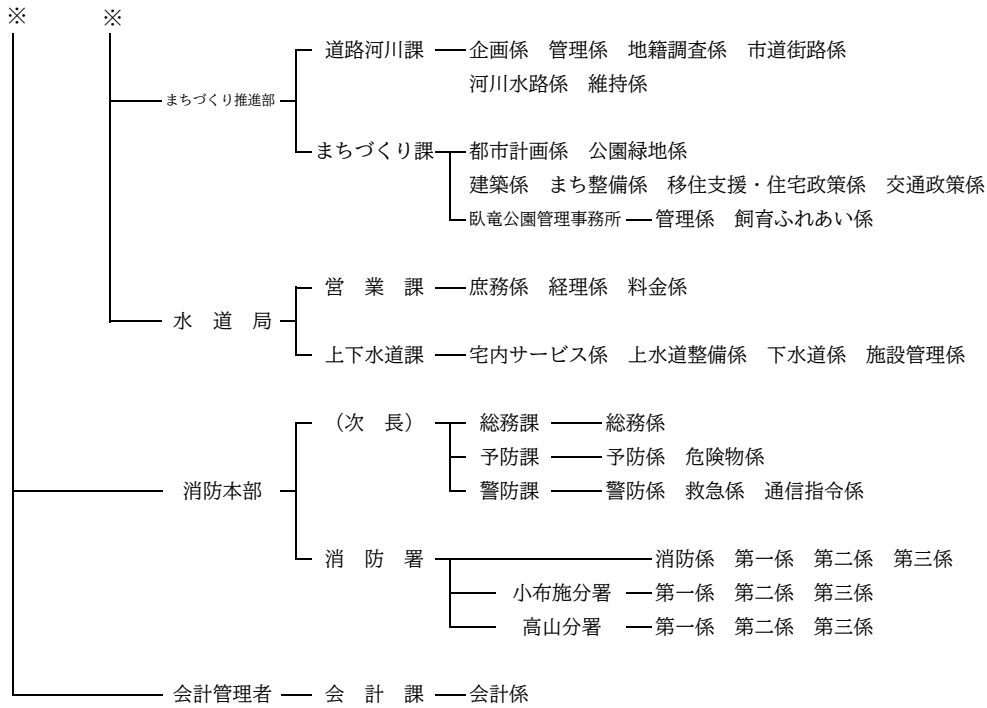 ※　※
道路河川課　企画係　管理係　地籍調査係　市道街路係
河川水路係　維持係
まちづくり推進部
まちづくり課　都市計画係　公園緑地係
建築係　まち整備係　移住支援・住宅政策係　交通政策係
臥竜公園管理事務所　管理係　飼育ふれあい係
営　業　課　庶務係　経理係　料金係
水　道　局
上下水道課　宅内サービス係　上水道整備係　下水道係　施設管理係
（次　長）　総務課　総務係
予防課　予防係　危険物係
消防本部　警防課　警防係　救急係　通信指令係
消　防　署　消防係　第一係　第二係　第三係
小布施分署　第一係　第二係　第三係
高山分署　第一係　第二係　第三係
会計管理者　会　計　課　会計係